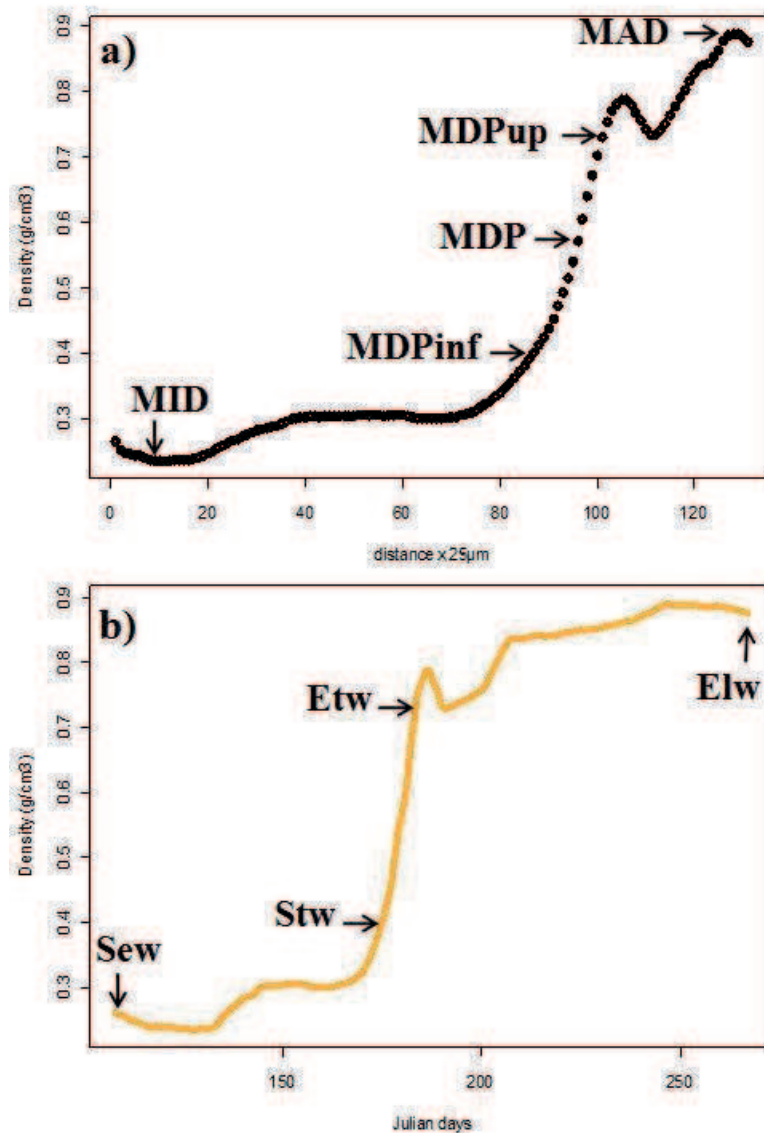 a)
MAD
MDPup
MDP
MDPinf
MID
Density (g/cm3)
0.9
0.8
0.7
0.6
0.5
0.4
0.3
0 20 40 60 80 100 120
distance x 25µm
b)
Etw
Elw
Stw
Sew
Density (g/cm3)
0.9
0.8
0.7
0.6
0.5
0.4
0.3
150 200 250
Julian days